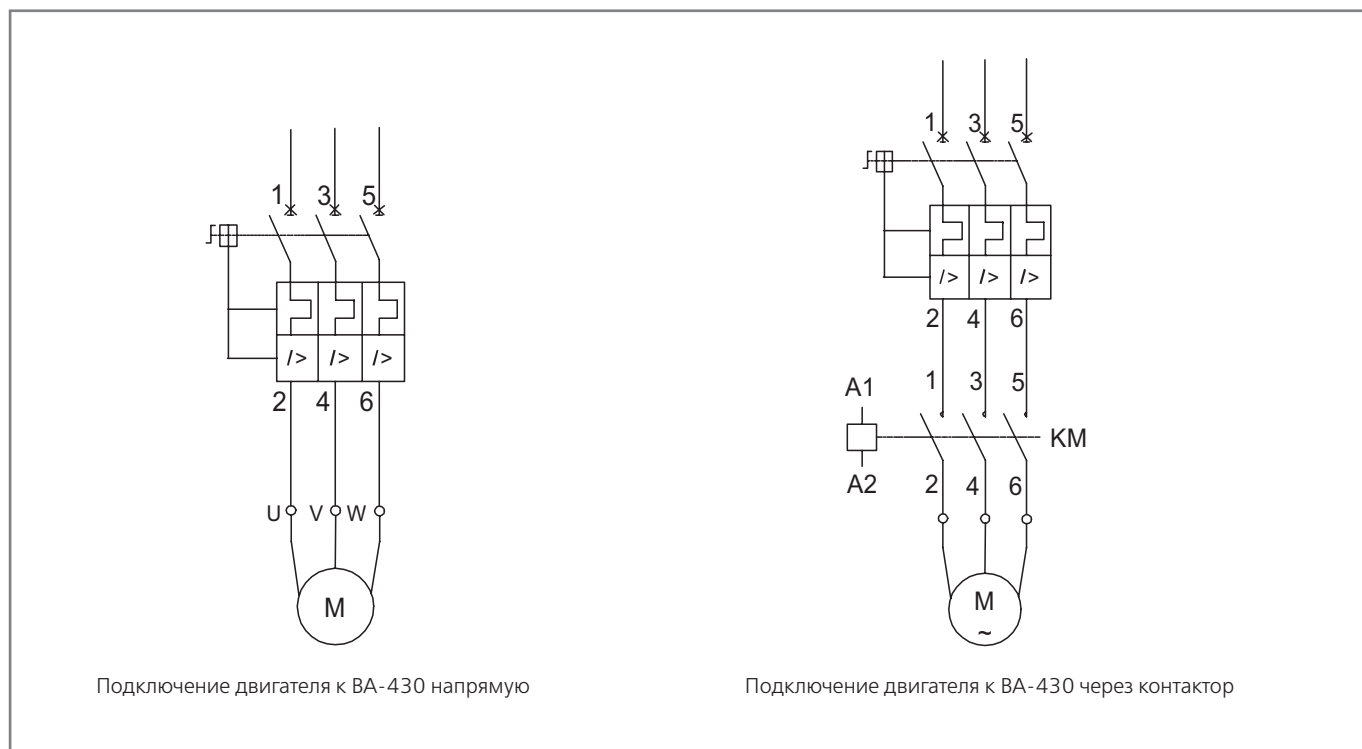 1 3 5
I> I> I>
2 4 6
U V W
M
Подключение двигателя к ВА-430 напрямую
1 3 5
I> I> I>
2 4 6
1 3 5
A1
KM
A2
2 4 6
M
~
Подключение двигателя к ВА-430 через контактор